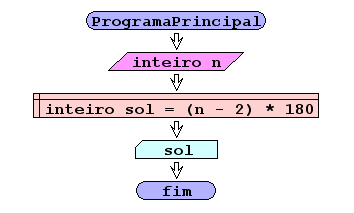 ProgramaPrincipal
inteiro n
inteiro sol = (n - 2) * 180
sol
fim